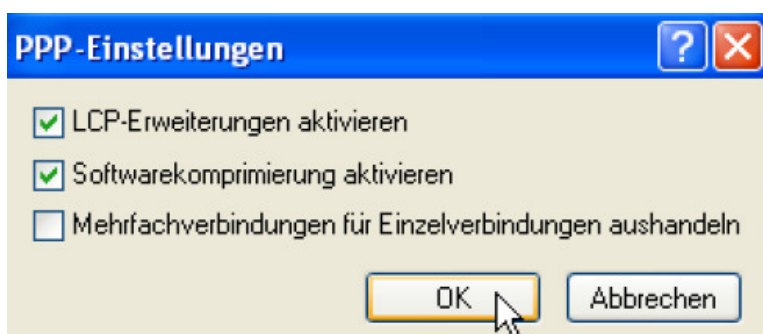 PPP-Einstellungen
LCP-Erweiterungen aktivieren
Softwarekomprimierung aktivieren
Mehrfachverbindungen für Einzelverbindungen aushandeln
OK Abbrechen